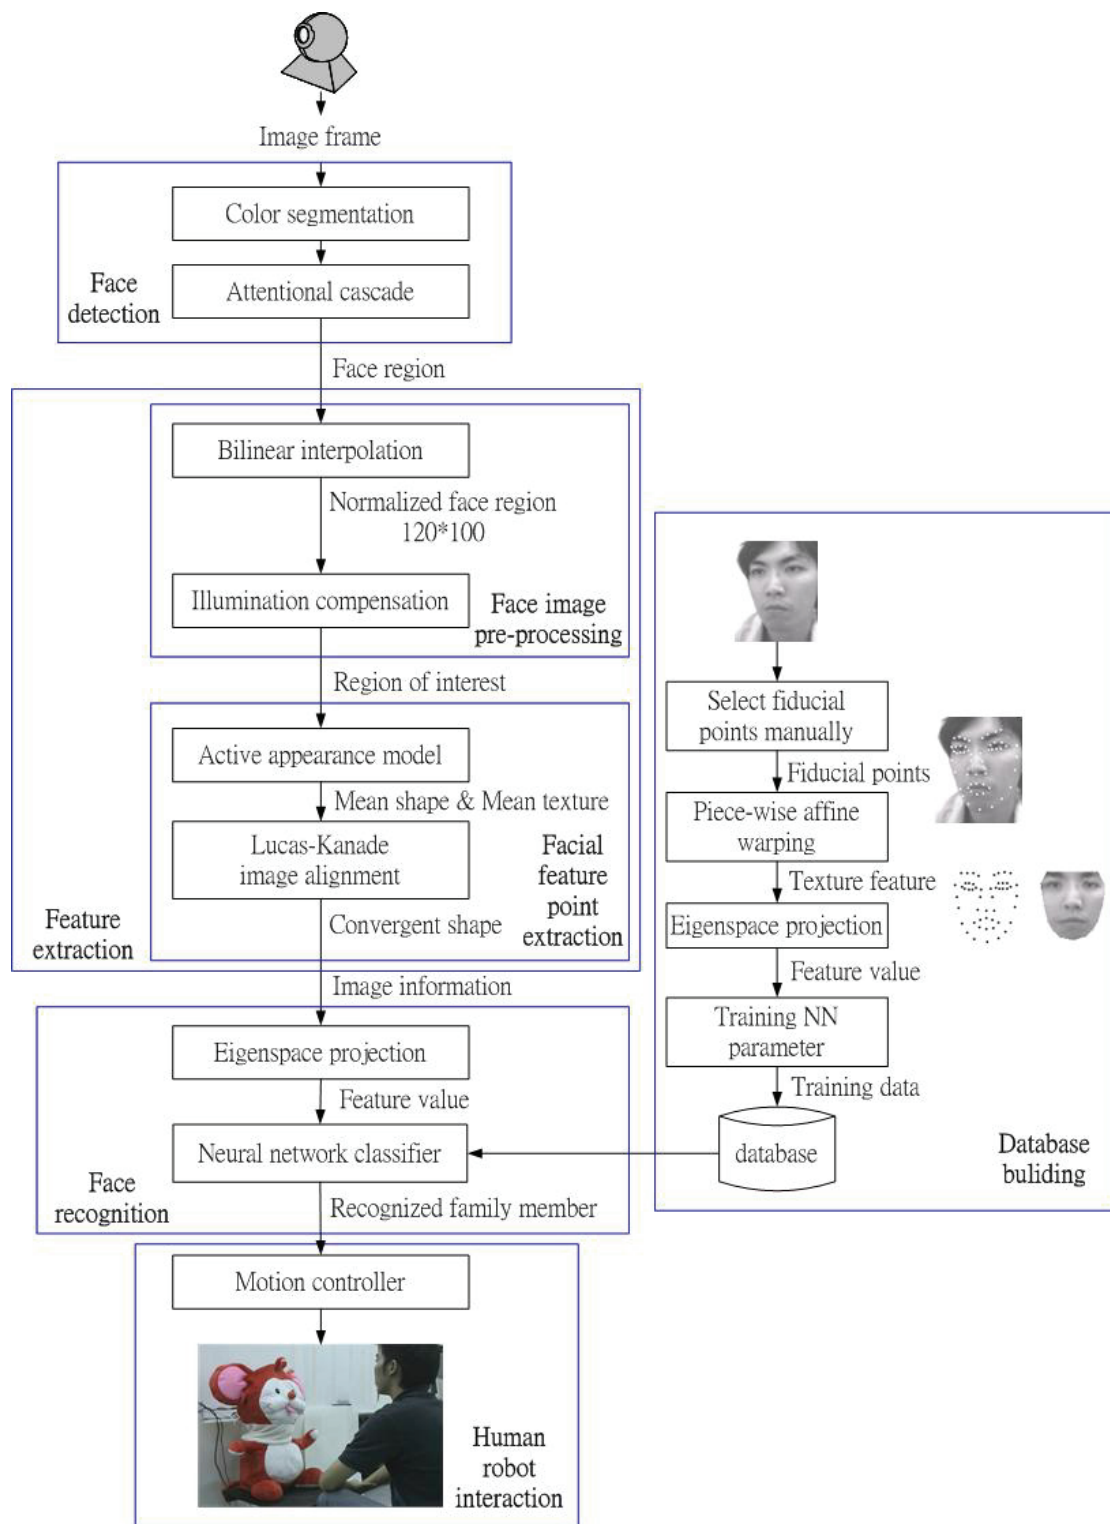 Image frame
Color segmentation
Attentional cascade
Face
detection
Face region
Bilinear interpolation
Normalized face region
120*100
Illumination compensation
Face image
pre-processing
Region of interest
Active appearance model
Mean shape & Mean texture
Lucas-Kanade
image alignment
Facial
feature
point
extraction
Convergent shape
Feature
extraction
Image information
Eigenspace projection
Feature value
Neural network classifier
Face
recognition
Recognized family member
Motion controller
Human
robot
interaction
Select fiducial
points manually
Fiducial points
Piece-wise affine
warping
Texture feature
Eigenspace projection
Feature value
Training NN
parameter
Training data
database
Database
buliding